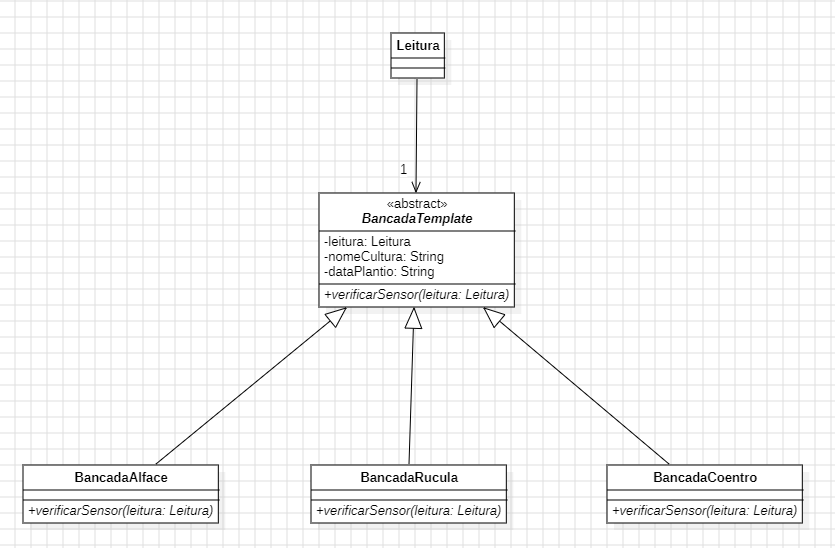 Leitura
1
«abstract»
BancadaTemplate
-leitura: Leitura
-nomeCultura: String
-dataPlantio: String
+verificarSensor(leitura: Leitura)
BancadaAlface
+verificarSensor(leitura: Leitura)
BancadaRucula
+verificarSensor(leitura: Leitura)
BancadaCoentro
+verificarSensor(leitura: Leitura)